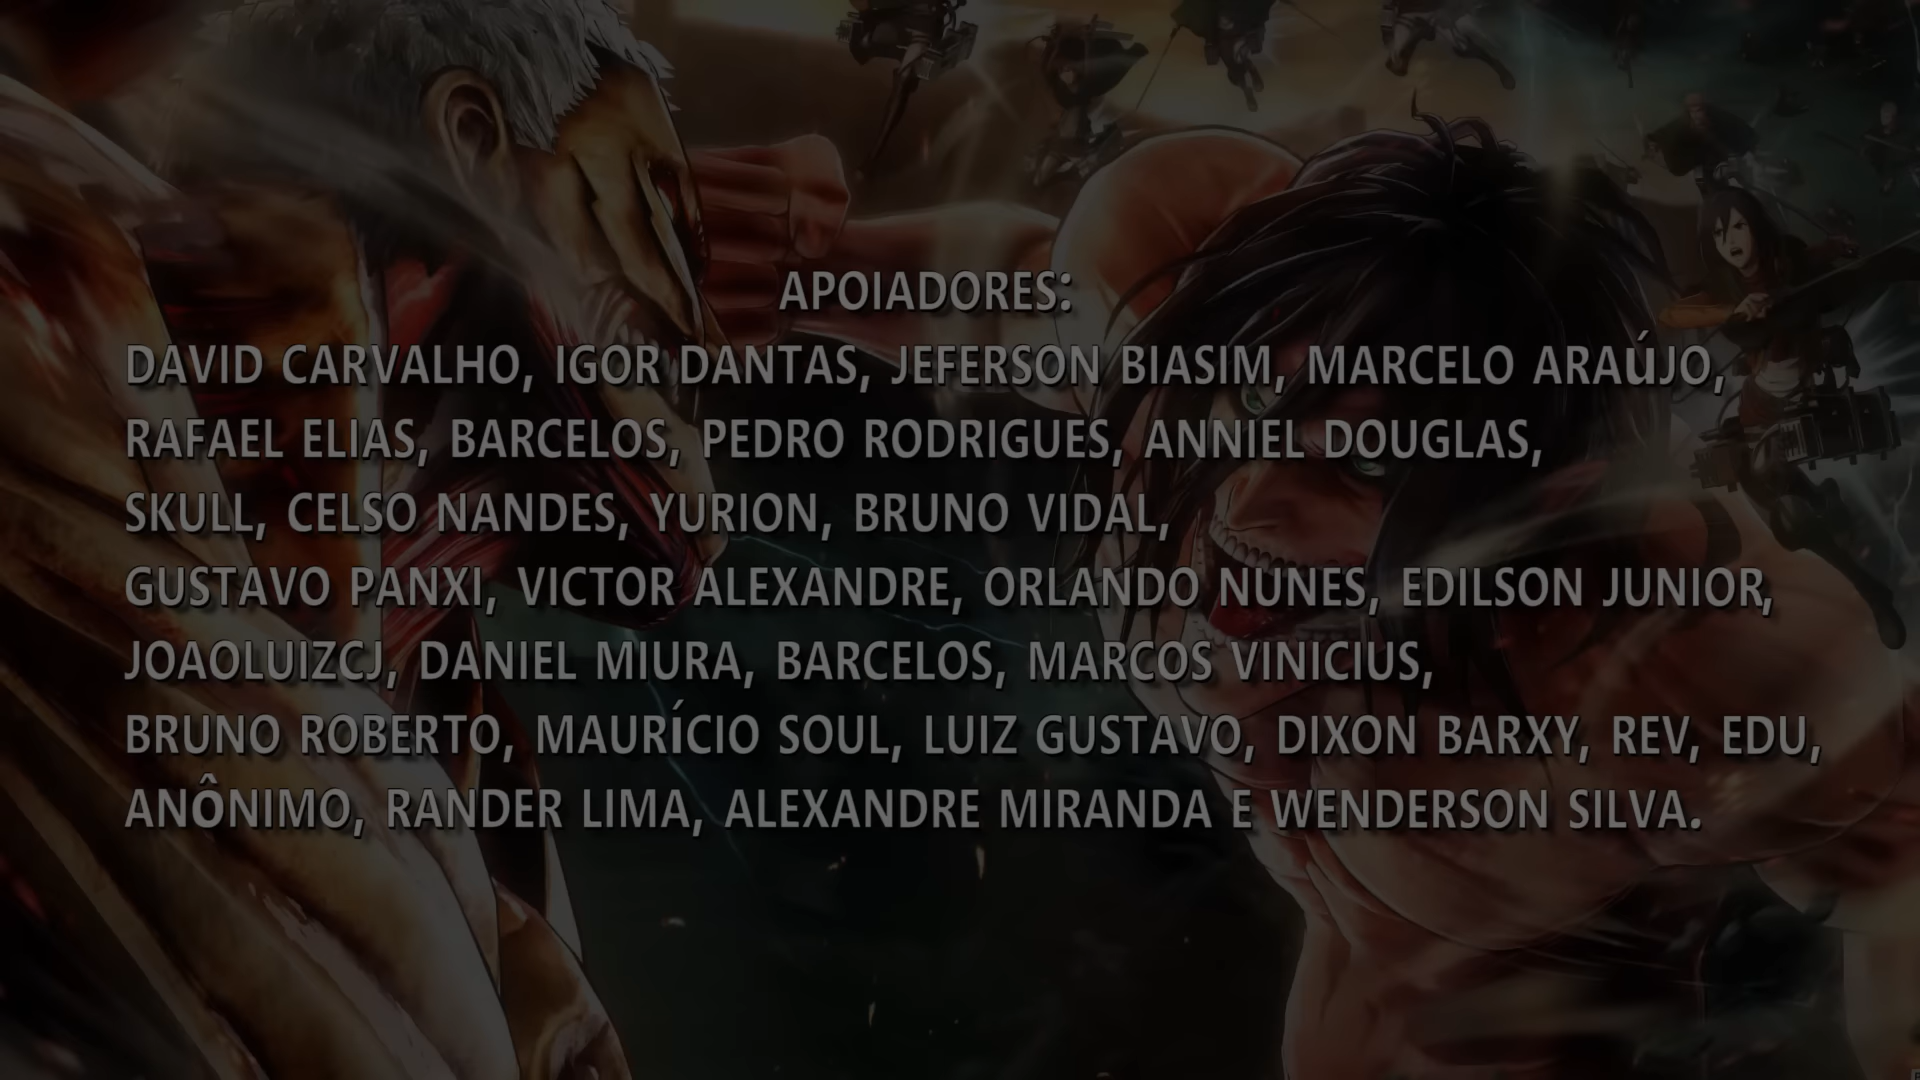 APOIADORES:
DAVID CARVALHO, IGOR DANTAS, JEFERSON BIASIM, MARCELO ARAÚJO,
RAFAEL ELIAS, BARCELOS, PEDRO RODRIGUES, ANNIEL DOUGLAS,
SKULL, CELSO NANDES, YURION, BRUNO VIDAL,
GUSTAVO PANXI, VICTOR ALEXANDRE, ORLANDO NUNES, EDILSON JUNIOR,
JOAOLUIZCJ, DANIEL MIURA, BARCELOS, MARCOS VINICIUS,
BRUNO ROBERTO, MAURÍCIO SOUL, LUIZ GUSTAVO, DIXON BARXY, REV, EDU,
ANÔNIMO, RANDER LIMA, ALEXANDRE MIRANDA E WENDERSON SILVA.